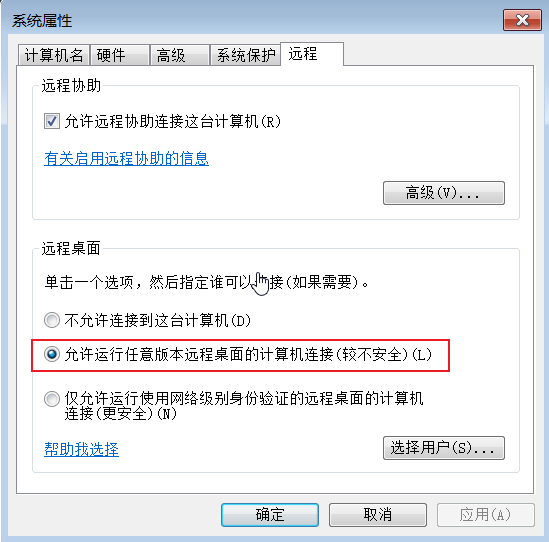 系统属性
计算机名 硬件 高级 系统保护 远程
远程协助
允许远程协助连接这台计算机(R)
有关启用远程协助的信息
高级(V)...
远程桌面
单击一个选项，然后指定谁可以 接(如果需要)。
不允许连接到这台计算机(D)
允许运行任意版本远程桌面的计算机连接(较不安全)(L)
仅允许运行使用网络级别身份验证的远程桌面的计算机
连接(更安全)(N)
帮助我选择
选择用户(S)...
确定 取消 应用(A)